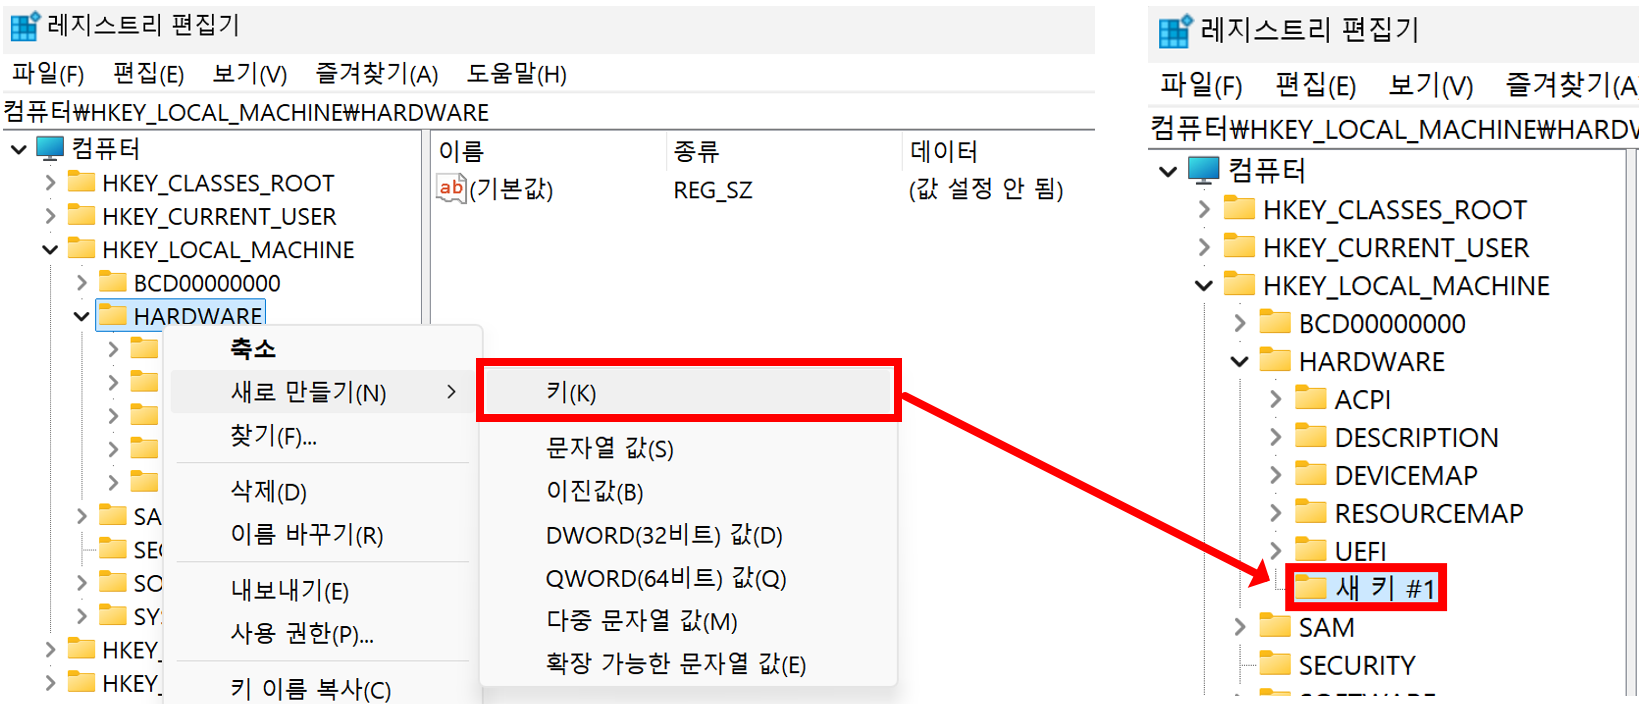 레지스트리 편집기
파일(F) 편집(E) 보기(V) 즐겨찾기(A) 도움말(H)
컴퓨터₩HKEY_LOCAL_MACHINE₩HARDWARE
컴퓨터
HKEY_CLASSES_ROOT
HKEY_CURRENT_USER
HKEY_LOCAL_MACHINE
BCD00000000
HARDWARE
SA
SEC
SO
SYS
HKEY_
HKEY_
이름 종류 데이터
ab (기본값) REG_SZ (값 설정 안 됨)
축소
새로 만들기(N)
찾기(F)...
삭제(D)
이름 바꾸기(R)
내보내기(E)
사용 권한(P)...
키 이름 복사(C)
키(K)
문자열 값(S)
이진값(B)
DWORD(32비트) 값(D)
QWORD(64비트) 값(Q)
다중 문자열 값(M)
확장 가능한 문자열 값(E)
레지스트리 편집기
파일(F) 편집(E) 보기(V) 즐겨찾기(A)
컴퓨터₩HKEY_LOCAL_MACHINE₩HARDW
컴퓨터
HKEY_CLASSES_ROOT
HKEY_CURRENT_USER
HKEY_LOCAL_MACHINE
BCD00000000
HARDWARE
ACPI
DESCRIPTION
DEVICEMAP
RESOURCEMAP
UEFI
새 키 #1
SAM
SECURITY
SOFTWARE